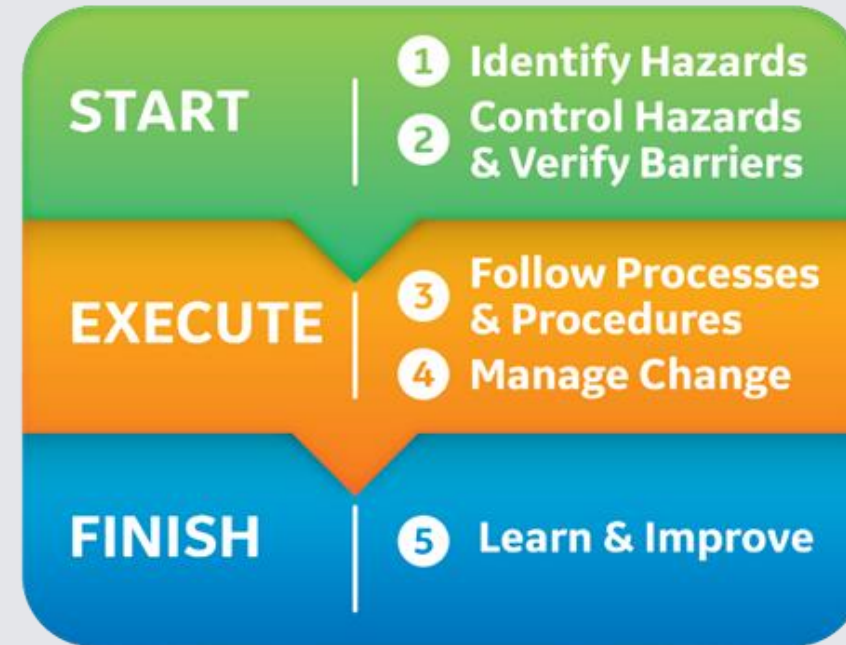 START
1 Identify Hazards
2 Control Hazards
& Verify Barriers
EXECUTE
3 Follow Processes
& Procedures
4 Manage Change
FINISH
5 Learn & Improve